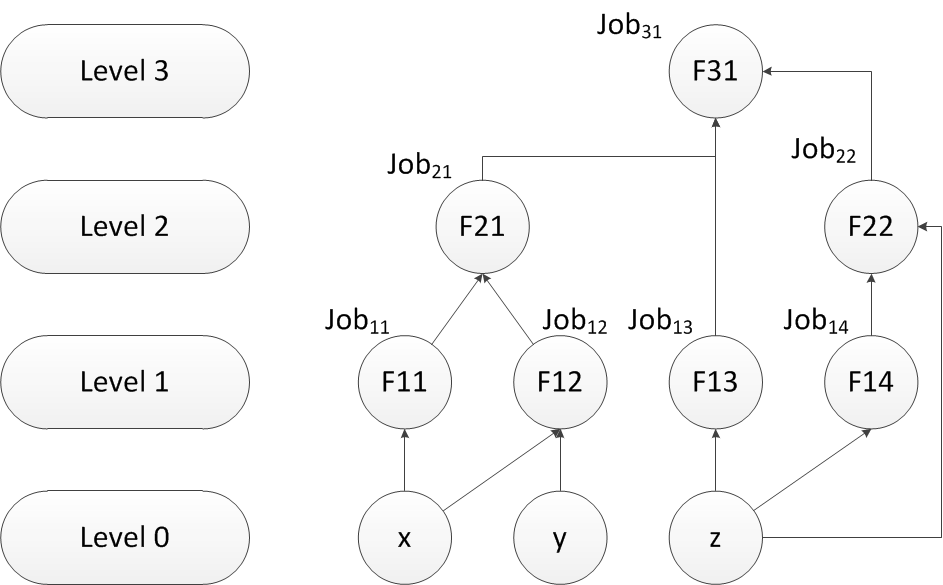 Job31
Level 3
F31
Job21
Job22
Level 2
F21
F22
Job11
Job12
Job13
Job14
Level 1
F11
F12
F13
F14
Level 0
x
y
z